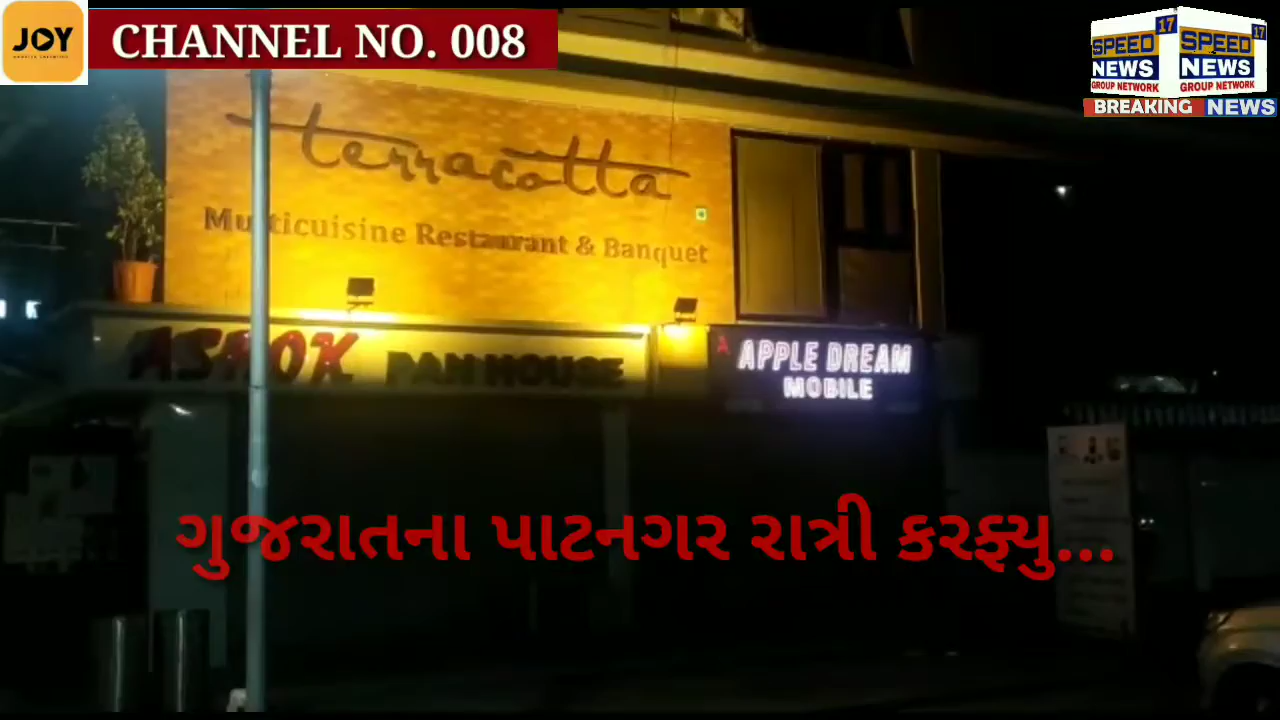 JOY
CHANNEL NO. 008
17
17
SPEED
SPEED
NEWS
NEWS
GROUP NETWORK
GROUP NETWORK
BREAKING NEWS
terracotta
Multicuisine Restaurant & Banquet
ASHOK PAN HOUSE
A APPLE DREAM
MOBILE
ગુજરાતના પાટનગર રાત્રી કરફ્યુ...